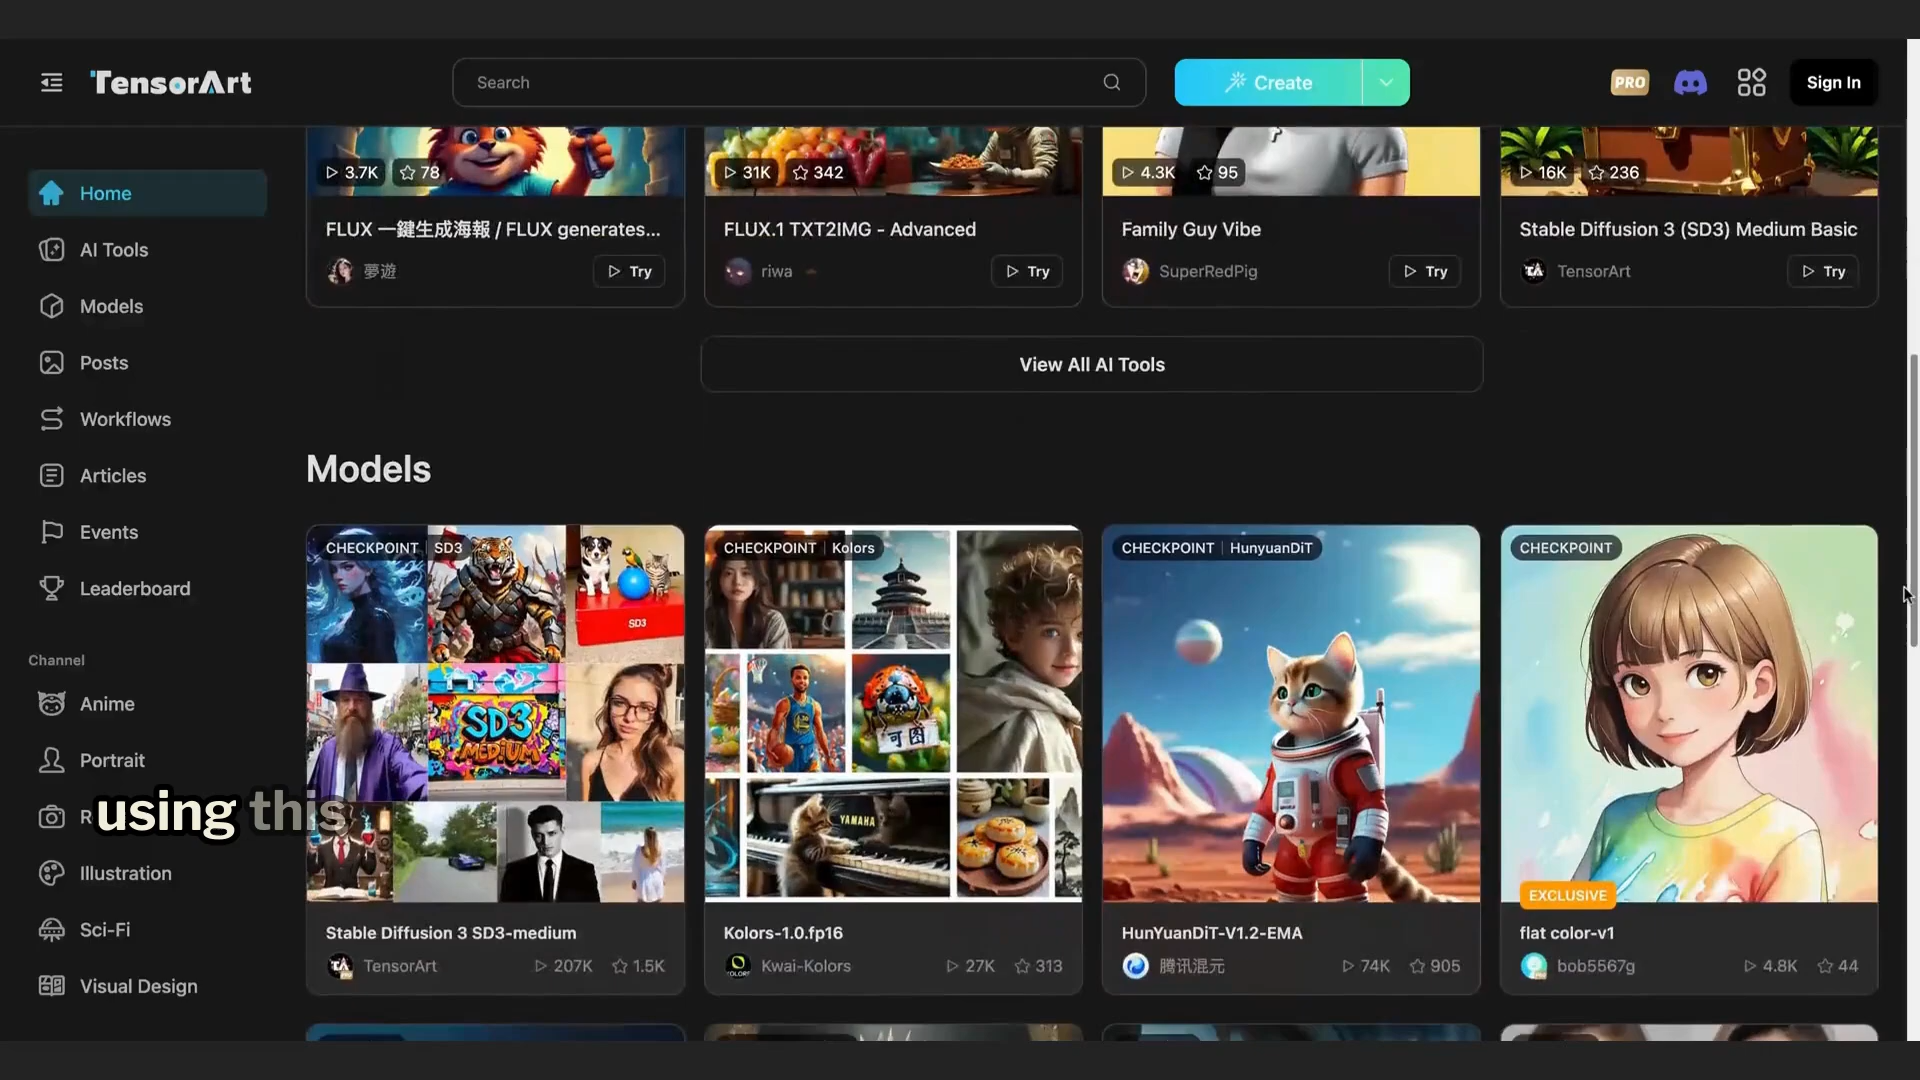 TensorArt
Search
Create
PRO
Sign In
Home
AI Tools
Models
Posts
Workflows
Articles
Events
Leaderboard
Channel
Anime
Portrait
R
using this
Illustration
Sci-Fi
Visual Design
3.7K 78
FLUX 一鍵生成海報 / FLUX generates...
夢遊
Try
31K 342
FLUX.1 TXT2IMG - Advanced
riwa
Try
4.3K 95
Family Guy Vibe
SuperRedPig
Try
16K 236
Stable Diffusion 3 (SD3) Medium Basic
TensorArt
Try
View All AI Tools
Models
CHECKPOINT SD3
SD3
SD3
MEDIUM
Stable Diffusion 3 SD3-medium
TensorArt 207K 1.5K
CHECKPOINT Kolors
可图
YAMAHA
Kolors-1.0.fp16
Kwai-Kolors 27K 313
CHECKPOINT HunyuanDiT
HunYuanDiT-V1.2-EMA
腾讯混元 74K 905
CHECKPOINT
EXCLUSIVE
flat color-v1
bob5567g 4.8K 44